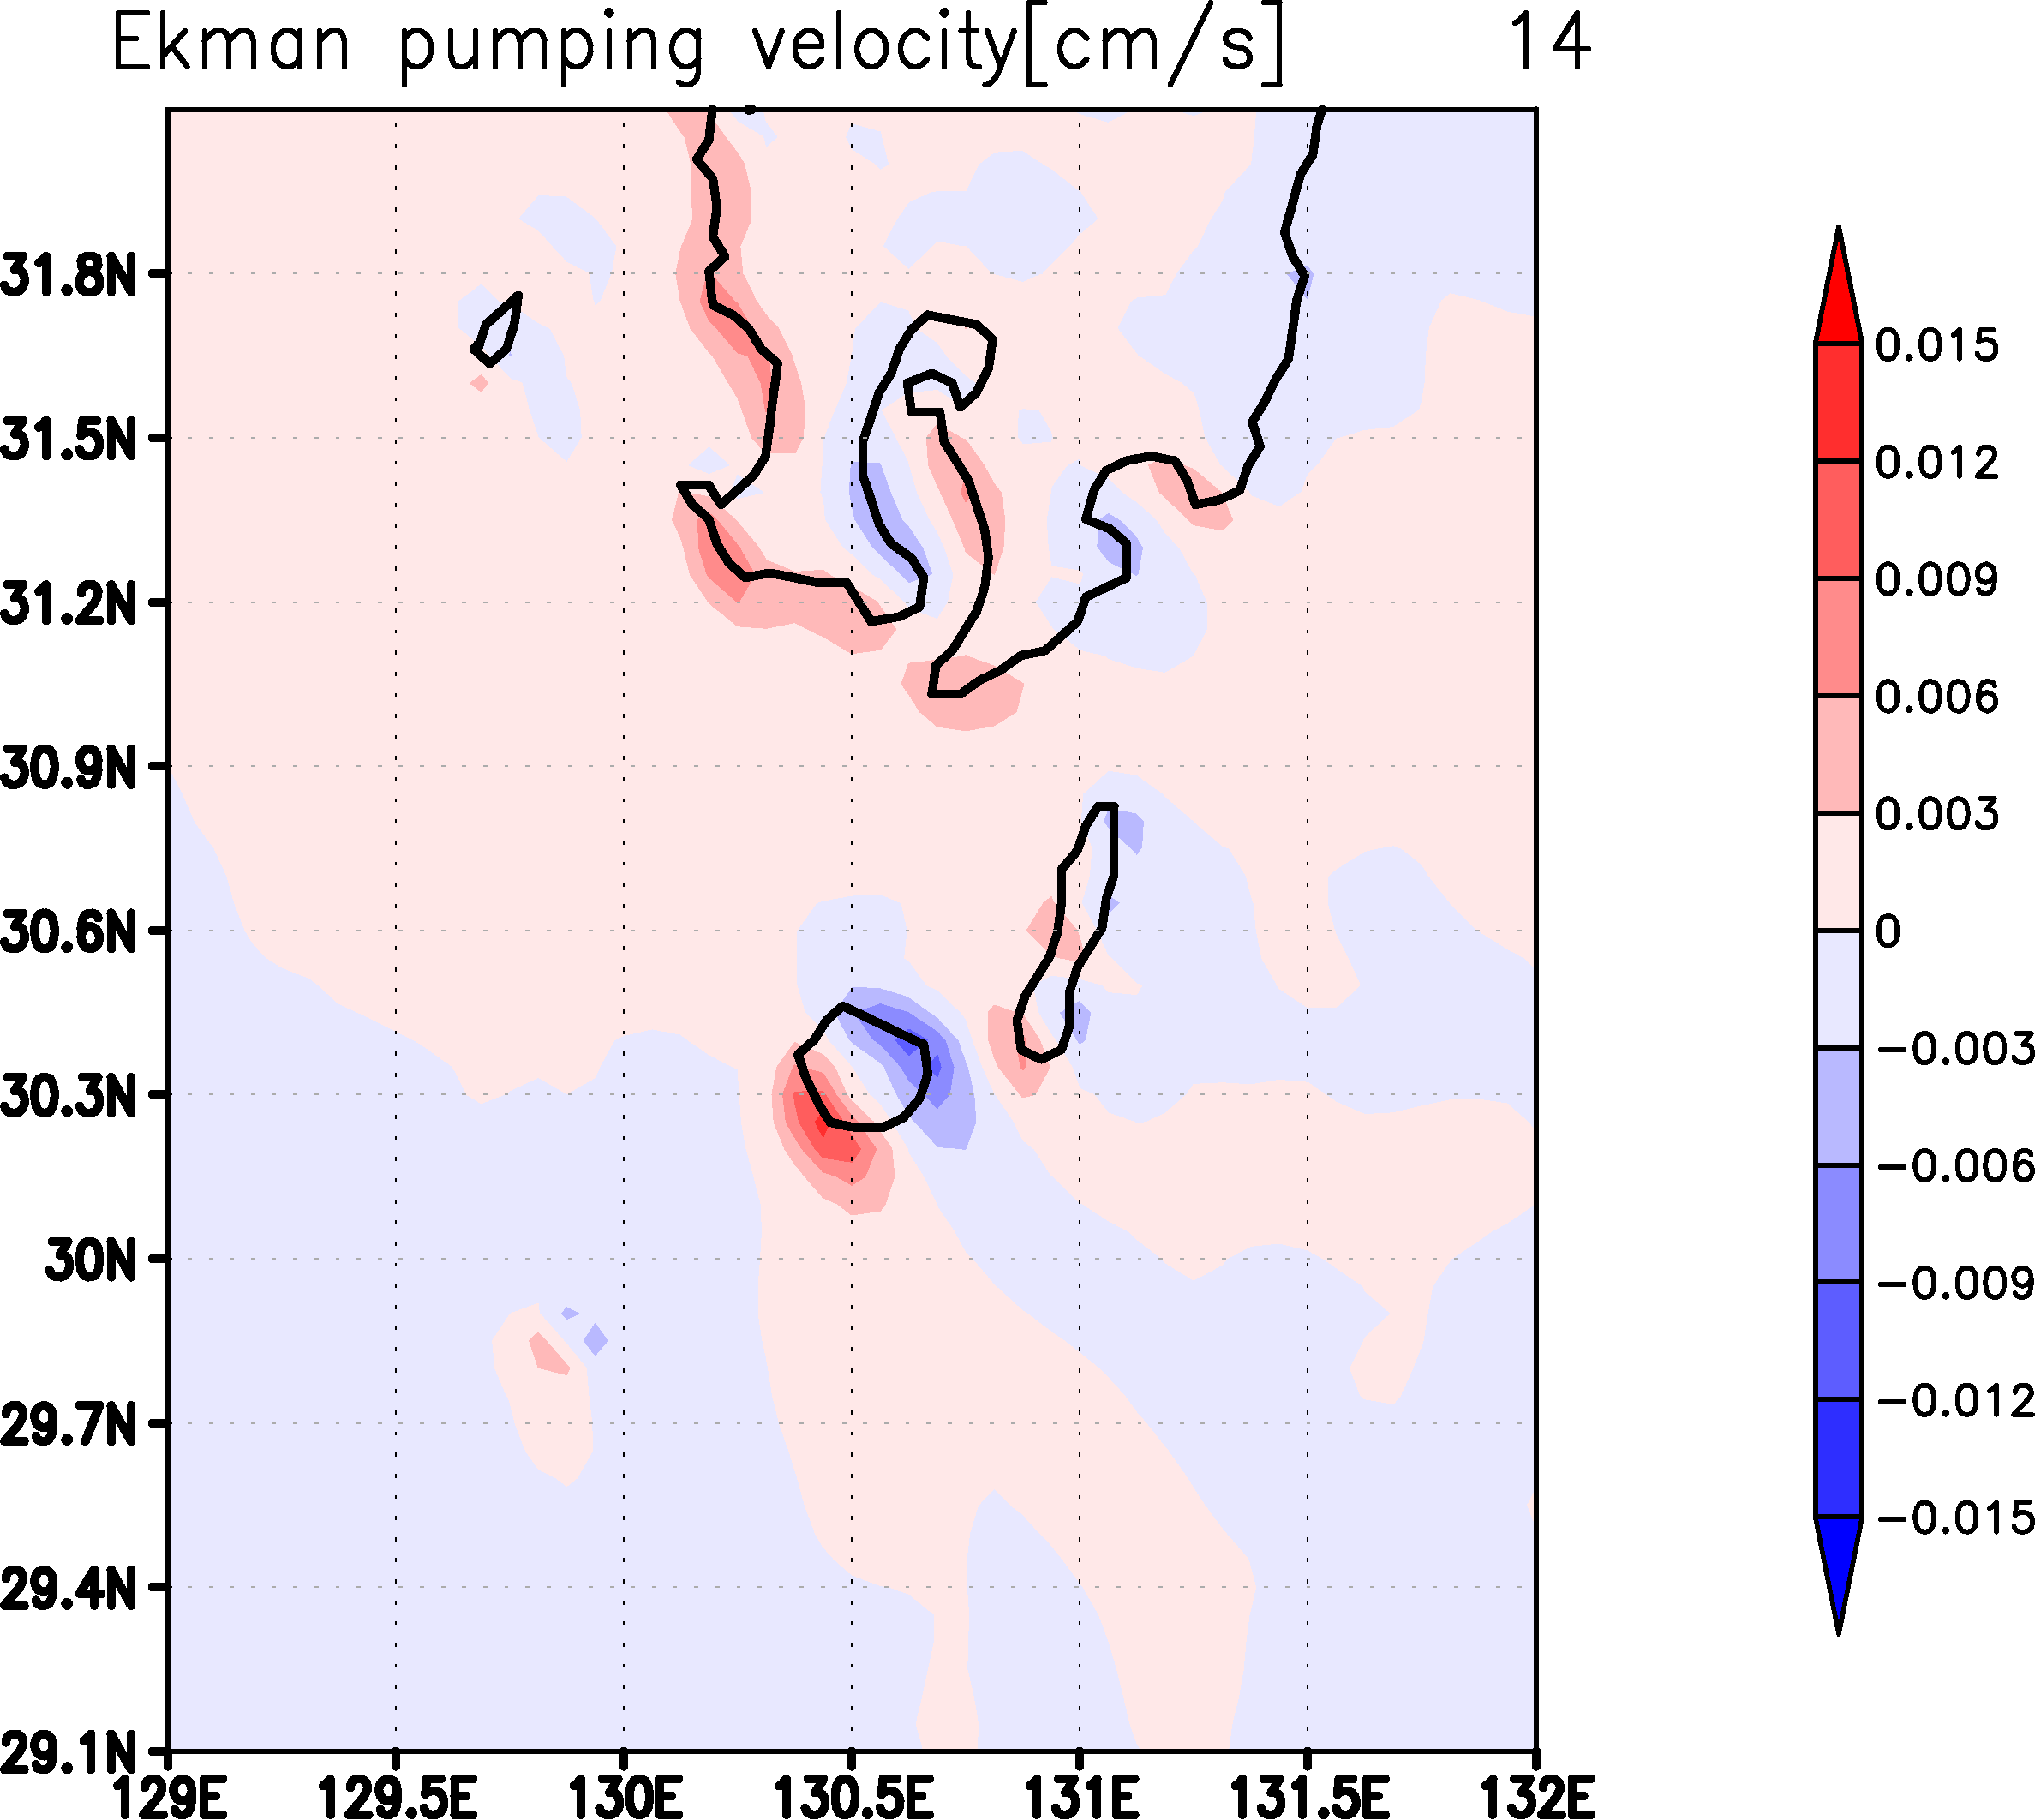 Ekman pumping velocity[cm/s] 14
31.8N
31.5N
31.2N
30.9N
30.6N
30.3N
30N
29.7N
29.4N
29.1N
129E 129.5E 130E 130.5E 131E 131.5E 132E
0.015
0.012
0.009
0.006
0.003
0
−0.003
−0.006
−0.009
−0.012
−0.015